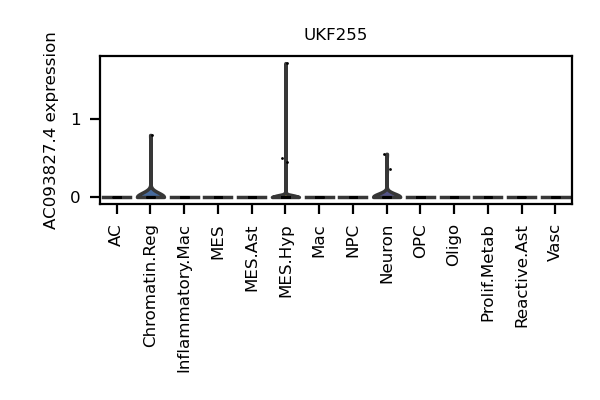 UKF255
AC093827.4 expression
1
0
AC
Chromatin.Reg
Inflammatory.Mac
MES
MES.Ast
MES.Hyp
Mac
NPC
Neuron
OPC
Oligo
Prolif.Metab
Reactive.Ast
Vasc